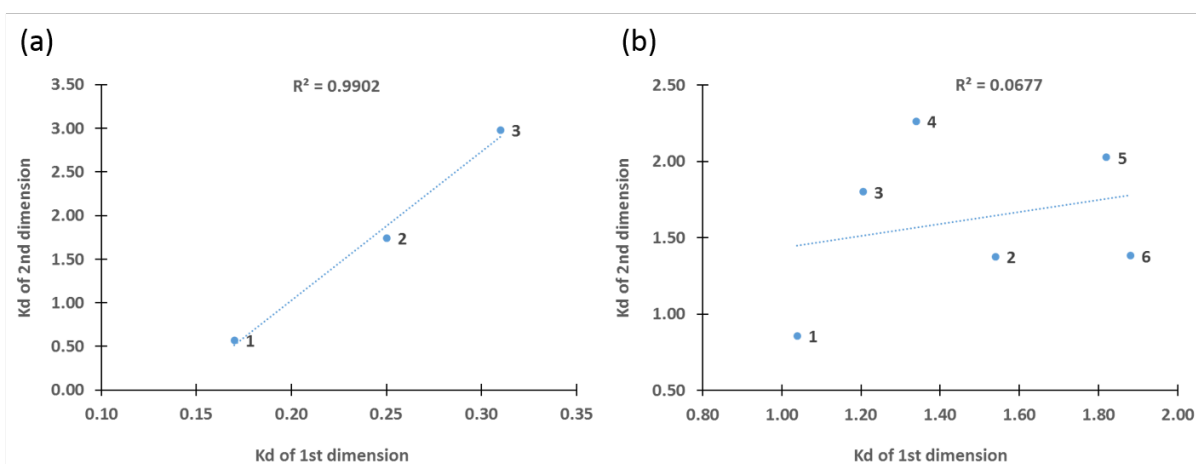 (a)
R² = 0.9902
3.50
3.00
2.50
2.00
1.50
1.00
0.50
0.00
Kd of 2nd dimension
3
2
1
0.10 0.15 0.20 0.25 0.30 0.35
Kd of 1st dimension
(b)
R² = 0.0677
2.50
2.00
1.50
1.00
0.50
Kd of 2nd dimension
4
5
3
2
6
1
0.80 1.00 1.20 1.40 1.60 1.80 2.00
Kd of 1st dimension